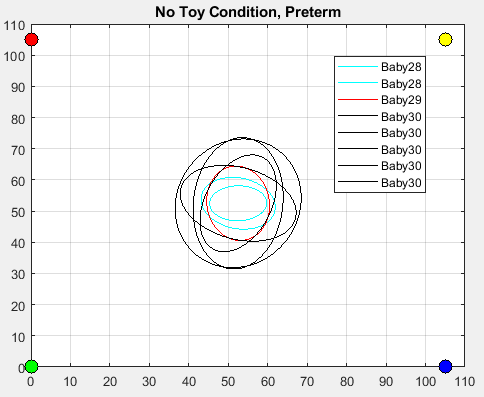 No Toy Condition, Preterm
110
100
90
80
70
60
50
40
30
20
10
0
Baby28
Baby28
Baby29
Baby30
Baby30
Baby30
Baby30
Baby30
0 10 20 30 40 50 60 70 80 90 100 110